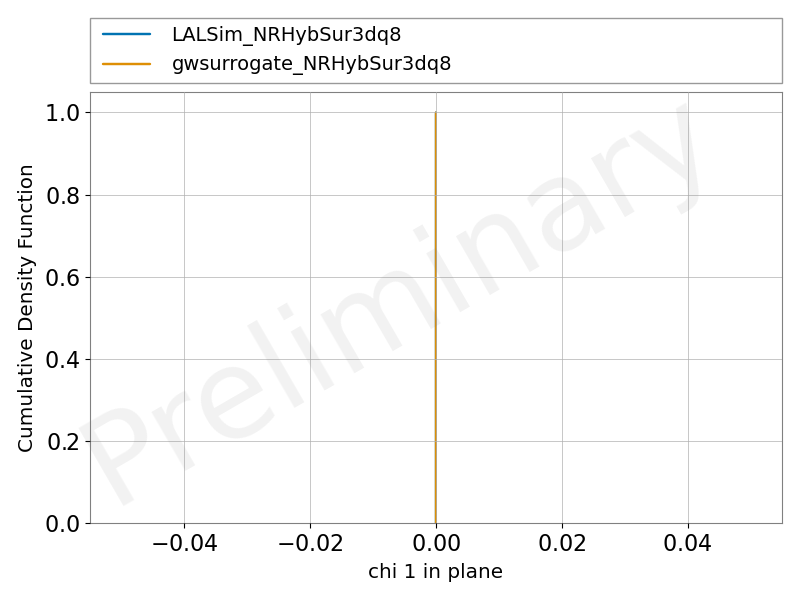 LALSim_NRHybSur3dq8
gwsurrogate_NRHybSur3dq8
Preliminary
Cumulative Density Function
1.0
0.8
0.6
0.4
0.2
0.0
−0.04
−0.02
0.00
0.02
0.04
chi 1 in plane